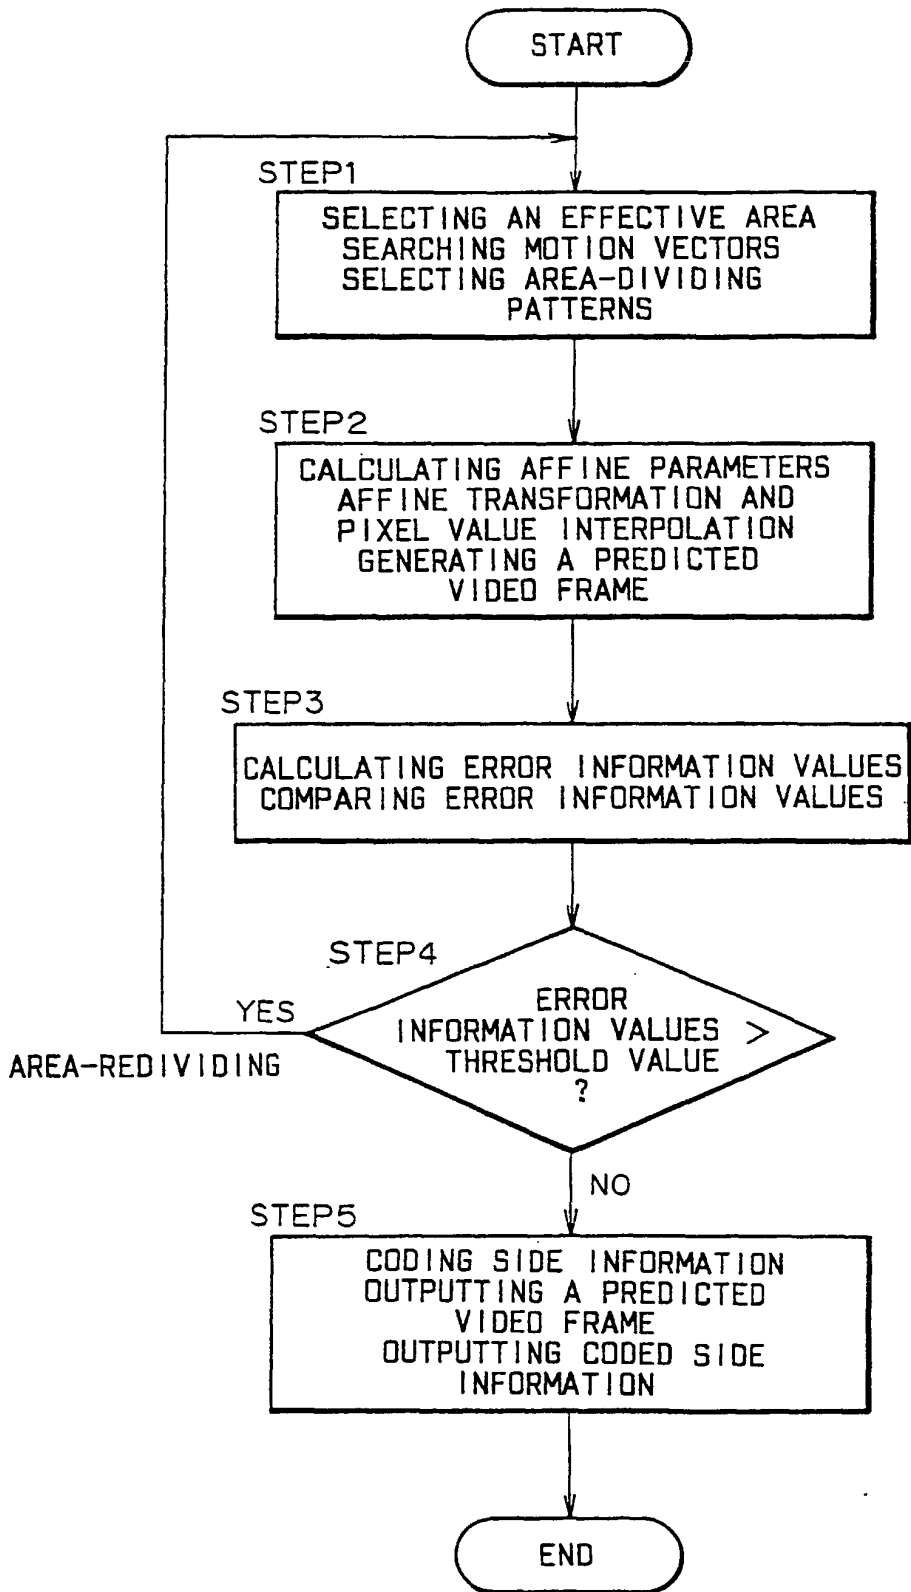 START
STEP1
SELECTING AN EFFECTIVE AREA
SEARCHING MOTION VECTORS
SELECTING AREA-DIVIDING
PATTERNS
STEP2
CALCULATING AFFINE PARAMETERS
AFFINE TRANSFORMATION AND
PIXEL VALUE INTERPOLATION
GENERATING A PREDICTED
VIDEO FRAME
STEP3
CALCULATING ERROR INFORMATION VALUES
COMPARING ERROR INFORMATION VALUES
STEP4
ERROR
INFORMATION VALUES >
THRESHOLD VALUE
?
YES
AREA-REDIVIDING
NO
STEP5
CODING SIDE INFORMATION
OUTPUTTING A PREDICTED
VIDEO FRAME
OUTPUTTING CODED SIDE
INFORMATION
END